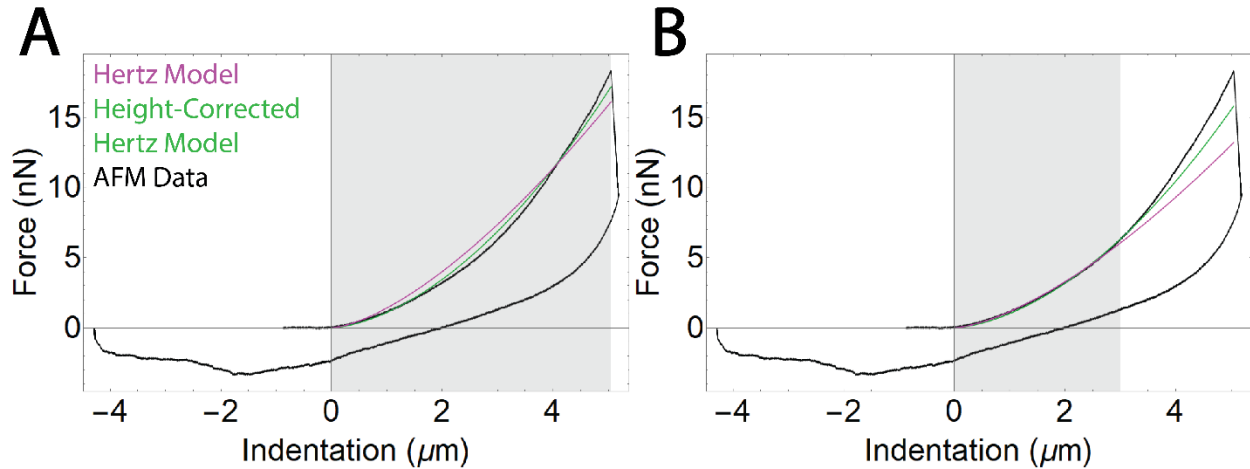 A
Hertz Model
Height-Corrected
Hertz Model
AFM Data
Force (nN)
15
10
5
0
−4
−2
0
2
4
Indentation (μm)
B
Force (nN)
15
10
5
0
−4
−2
0
2
4
Indentation (μm)